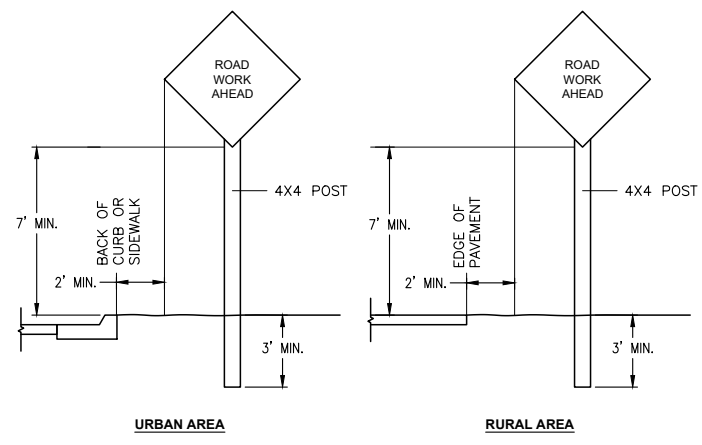 ROAD
WORK
AHEAD
4X4 POST
7' MIN.
BACK OF
CURB OR
SIDEWALK
2' MIN.
3' MIN.
URBAN AREA
ROAD
WORK
AHEAD
4X4 POST
7' MIN.
EDGE OF
PAVEMENT
2' MIN.
3' MIN.
RURAL AREA